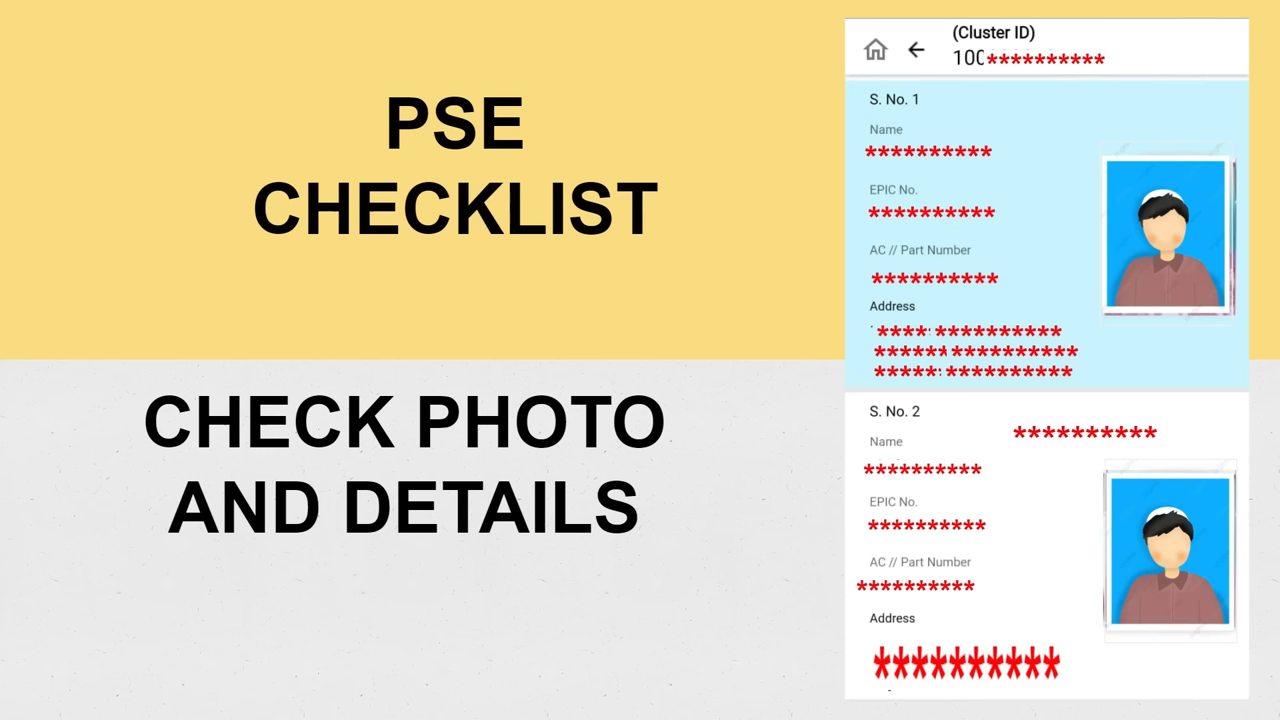 PSE
CHECKLIST
CHECK PHOTO
AND DETAILS
(Cluster ID)
100**********
S. No. 1
Name
**********
EPIC No.
**********
AC // Part Number
**********
Address
**** **********
****** **********
***** **********
S. No. 2
**********
Name
**********
EPIC No.
**********
AC // Part Number
**********
Address
**********